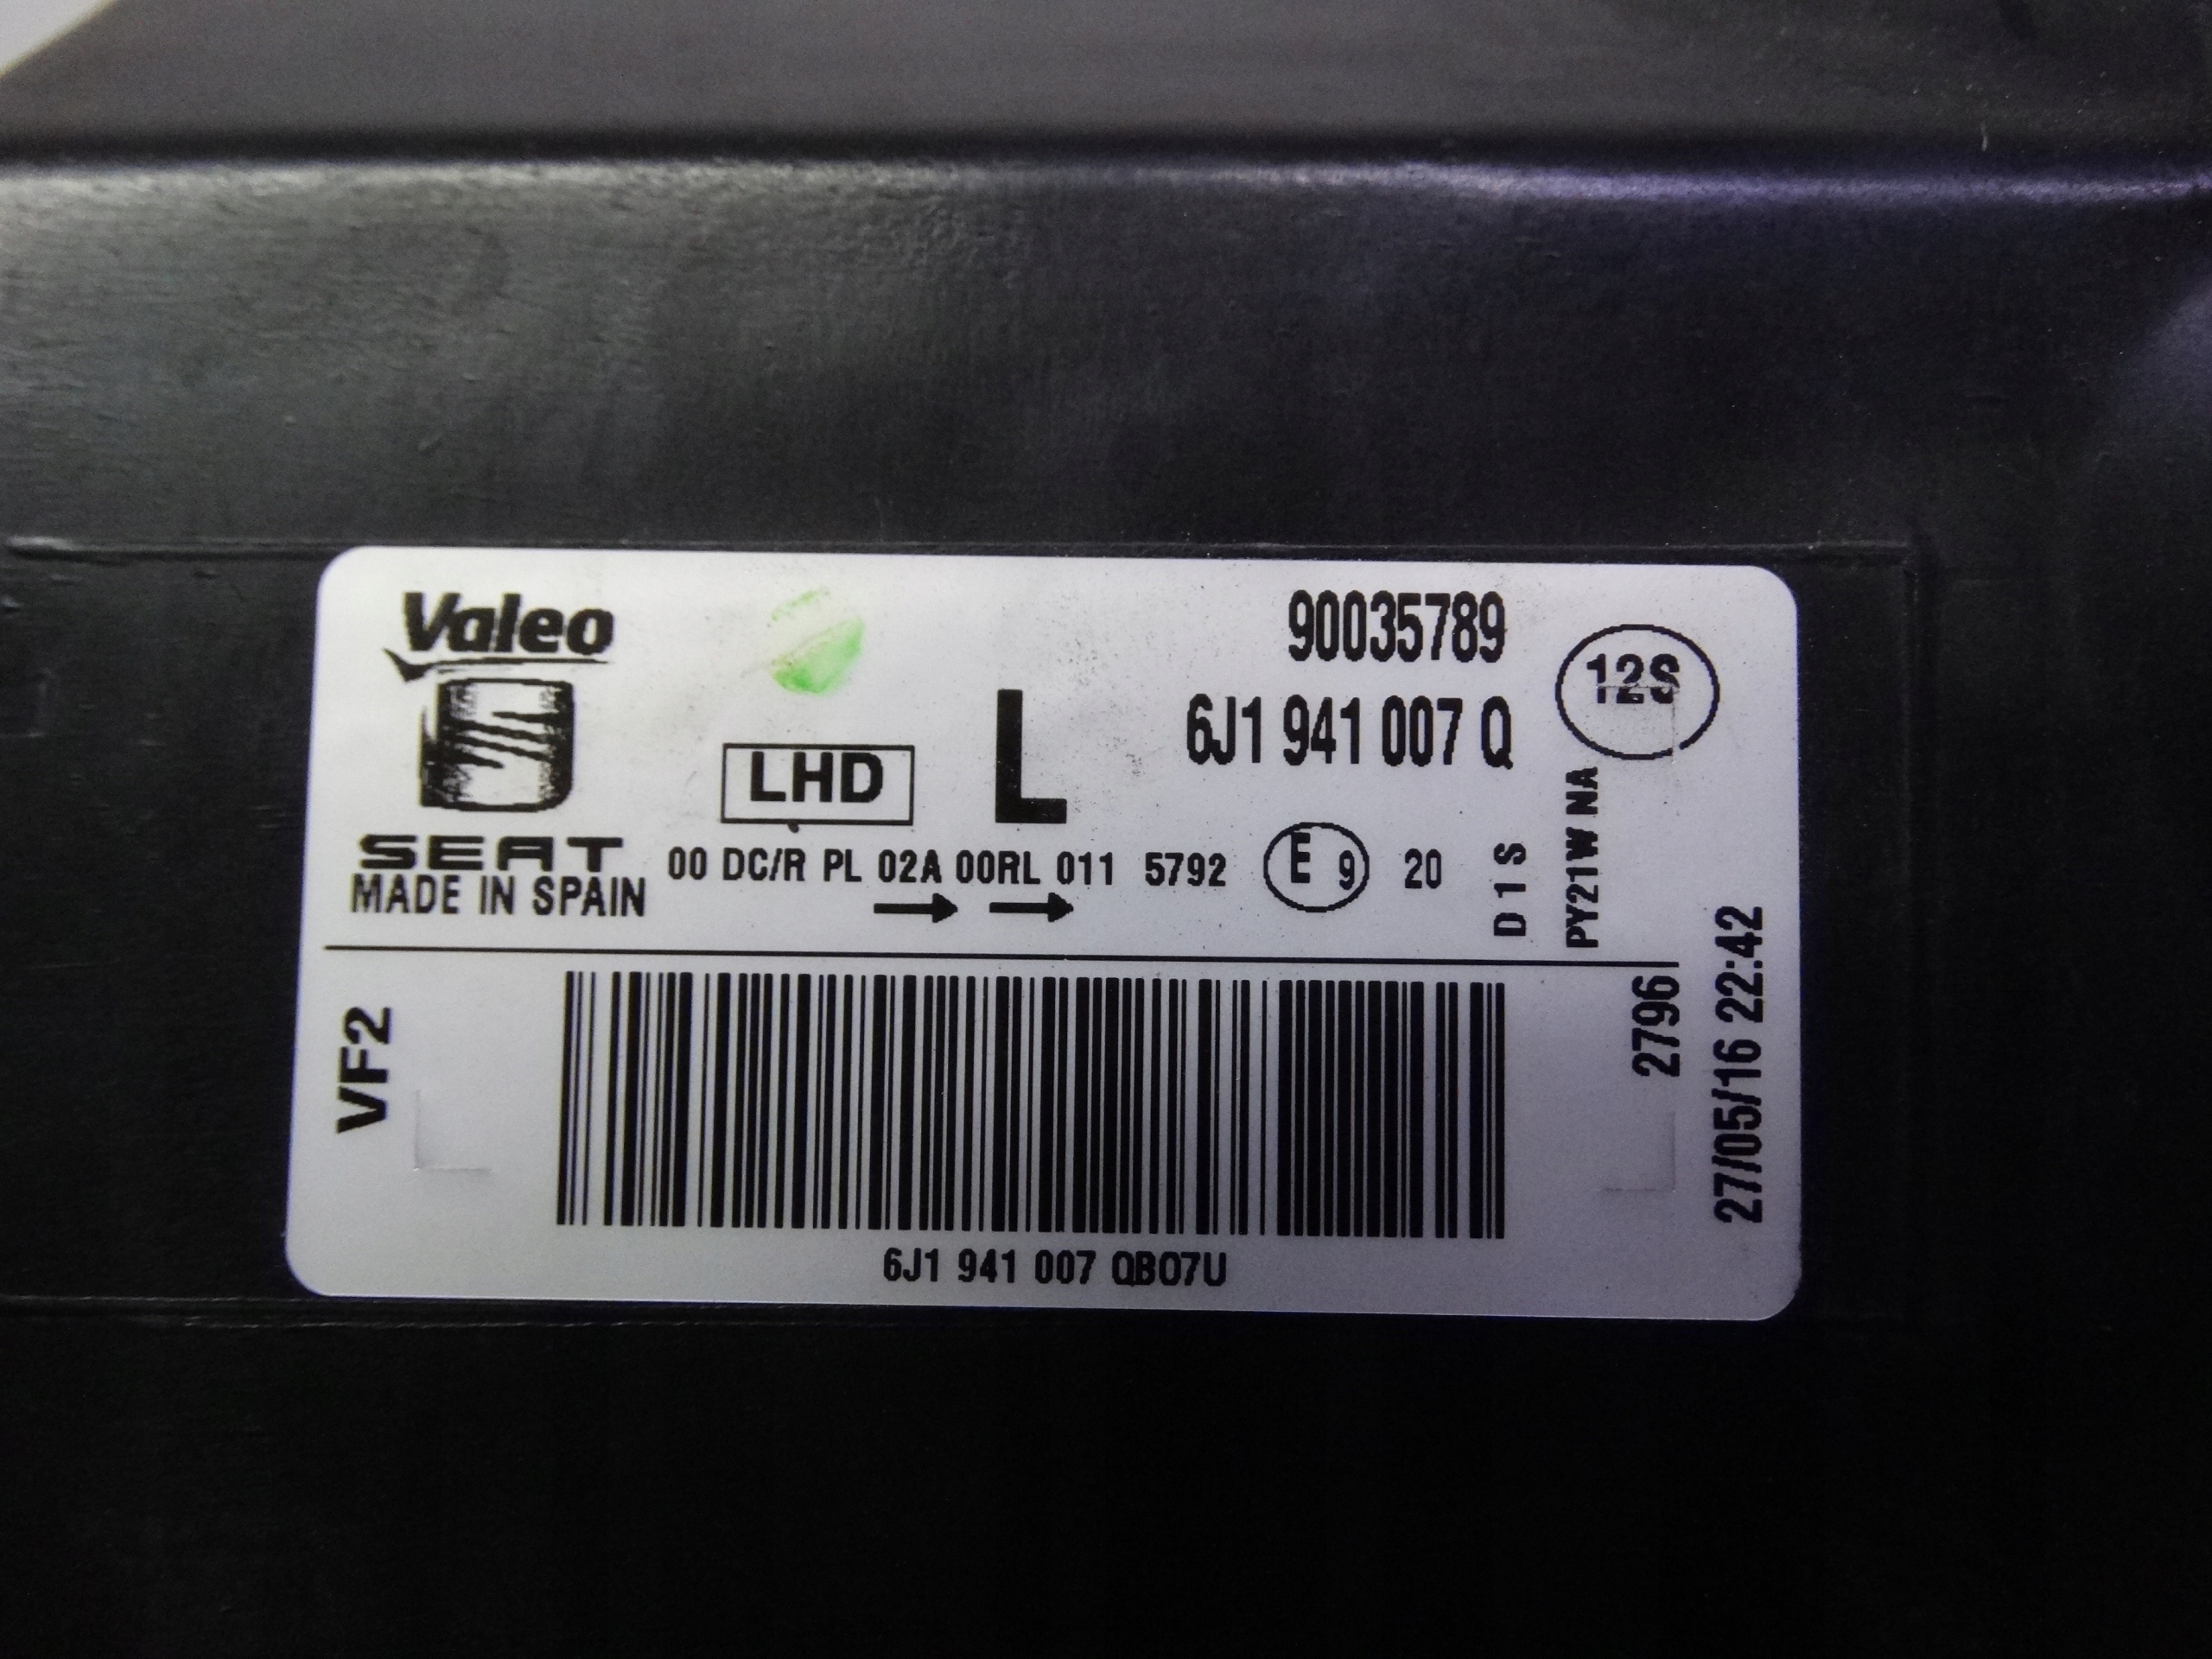 Valeo
90035789
12S
6J1 941 007 Q
LHD
L
SEAT
MADE IN SPAIN
00 DC/R PL 02A 00RL 011 5792
E 9
20
D1S
PY21W NA
VF2
2796
27/05/16 22:42
6J1 941 007 QB07U